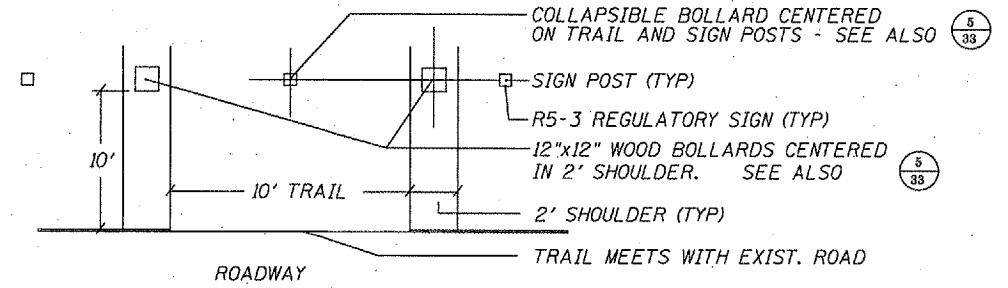 COLLAPSIBLE BOLLARD CENTERED
ON TRAIL AND SIGN POSTS - SEE ALSO
5
33
SIGN POST (TYP)
R5-3 REGULATORY SIGN (TYP)
12"x12" WOOD BOLLARDS CENTERED
IN 2' SHOULDER. SEE ALSO
5
33
10'
10' TRAIL
2' SHOULDER (TYP)
TRAIL MEETS WITH EXIST. ROAD
ROADWAY